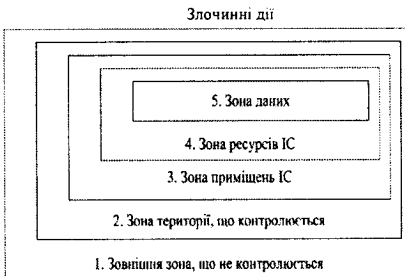 Злочинні дії
5. Зона даних
4. Зона ресурсів ІС
3. Зона приміщень ІС
2. Зона території, що контролюється
1. Зовнішня зона, що не контролюється